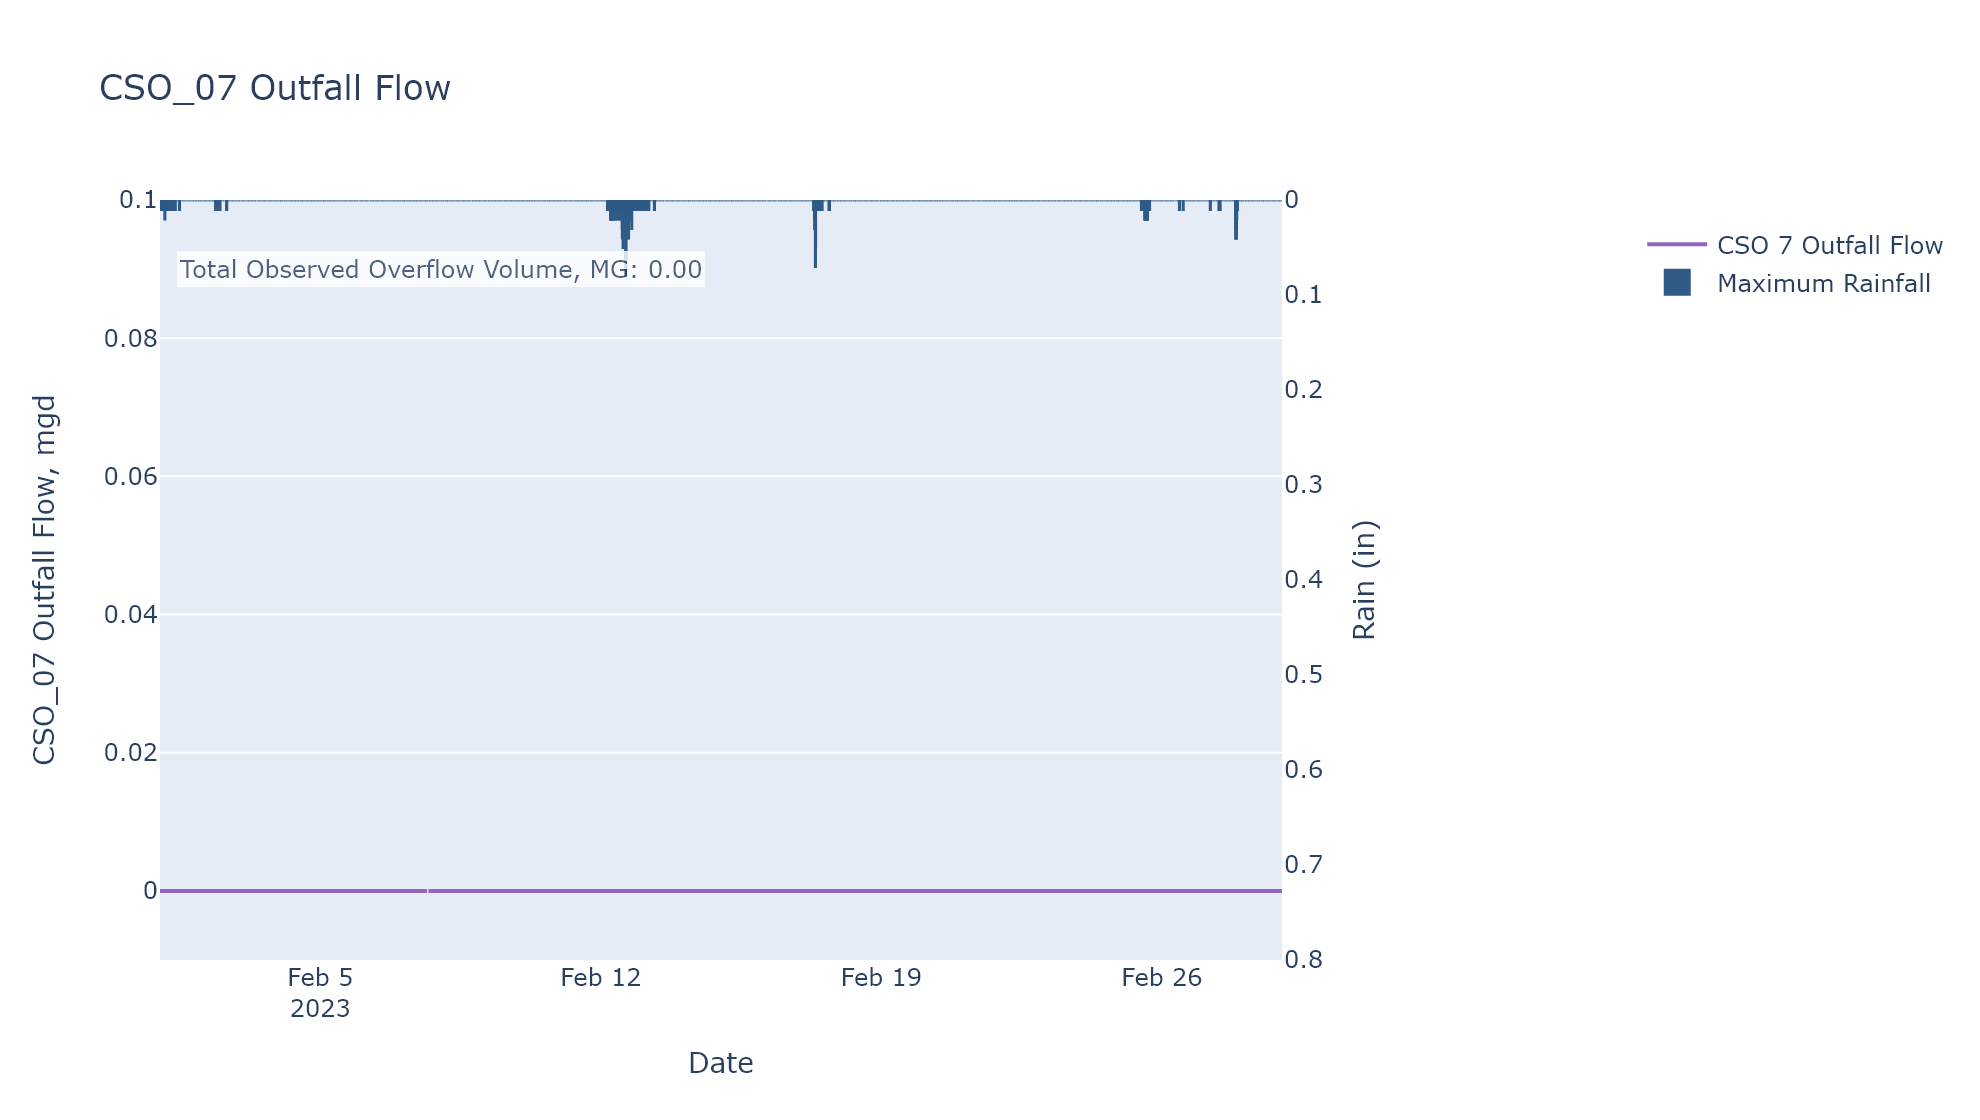 CSO_07 Outfall Flow
0.1
0.08
0.06
0.04
0.02
0
CSO_07 Outfall Flow, mgd
Total Observed Overflow Volume, MG: 0.00
0
0.1
0.2
0.3
0.4
0.5
0.6
0.7
0.8
Rain (in)
CSO 7 Outfall Flow
Maximum Rainfall
Feb 5
2023
Feb 12
Feb 19
Feb 26
Date